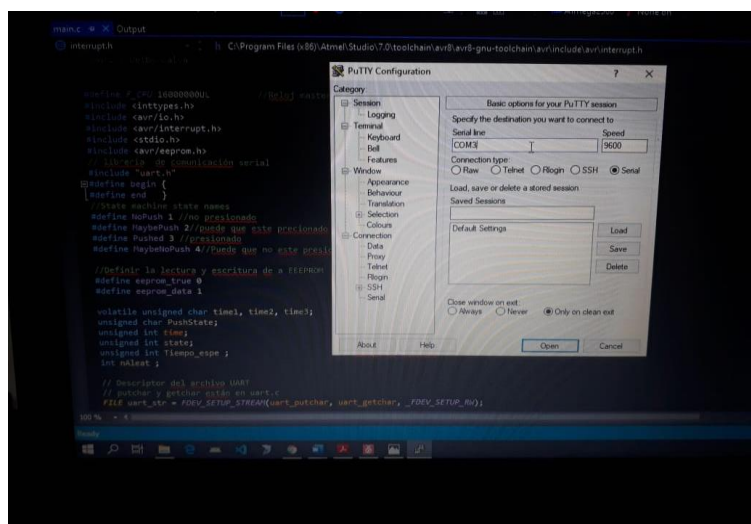 main.c
Output
interrupt.h
C:\Program Files (x86)\Atmel\Studio\7.0\toolchain\avr8\avr8-gnu-toolchain\avr\include\avr\interrupt.h
#define F_CPU 16000000UL
#include <inttypes.h>
#include <avr/io.h>
#include <avr/interrupt.h>
#include <stdio.h>
#include <avr/eeprom.h>
// libreria de comunicación serial
#include "uart.h"
#define begin {
#define end }
//State machine state names
#define NoPush 1 //no presionado
#define MaybePush 2//puede que este precionado
#define Pushed 3 //presionado
#define MaybeNoPush 4//Puede que no este presi
//Definir la lectura y escritura de a EEEPROM
#define eeprom_true 0
#define eeprom_data 1
volatile unsigned char time1, time2, time3;
unsigned char PushState;
unsigned int time;
unsigned int state;
unsigned int Tiempo_espe ;
int nAleat ;
// Descriptor del archivo UART
// putchar y getchar están en uart.c
FILE uart_str = FDEV_SETUP_STREAM(uart_putchar, uart_getchar, _FDEV_SETUP_RW);
100 %
Ready
PuTTY Configuration
? X
Category:
Session
Logging
Terminal
Keyboard
Bell
Features
Window
Appearance
Behaviour
Translation
Selection
Colours
Connection
Data
Proxy
Telnet
Rlogin
SSH
Serial
Basic options for your PuTTY session
Specify the destination you want to connect to
Serial line
Speed
COM3
9600
Connection type:
Raw Telnet Rlogin SSH Serial
Load, save or delete a stored session
Saved Sessions
Default Settings
Load
Save
Delete
Close window on exit:
Always Never Only on clean exit
About
Help
Open
Cancel